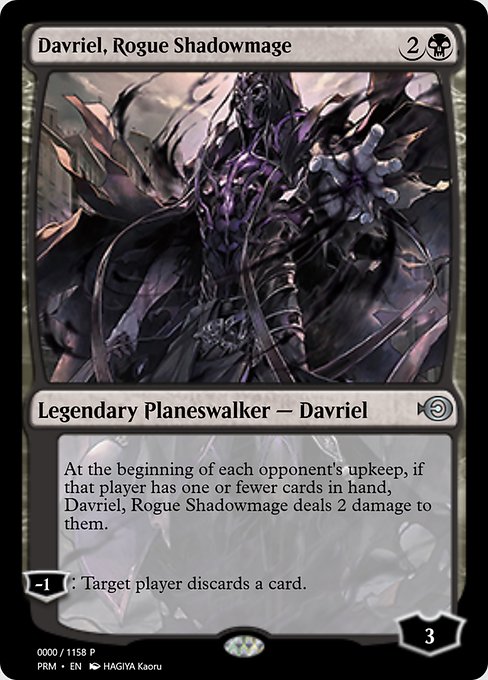 Davriel, Rogue Shadowmage 2
Legendary Planeswalker — Davriel
At the beginning of each opponent's upkeep, if
that player has one or fewer cards in hand,
Davriel, Rogue Shadowmage deals 2 damage to
them.
-1 : Target player discards a card.
3
0000 / 1158 P
PRM • EN HAGIYA Kaoru